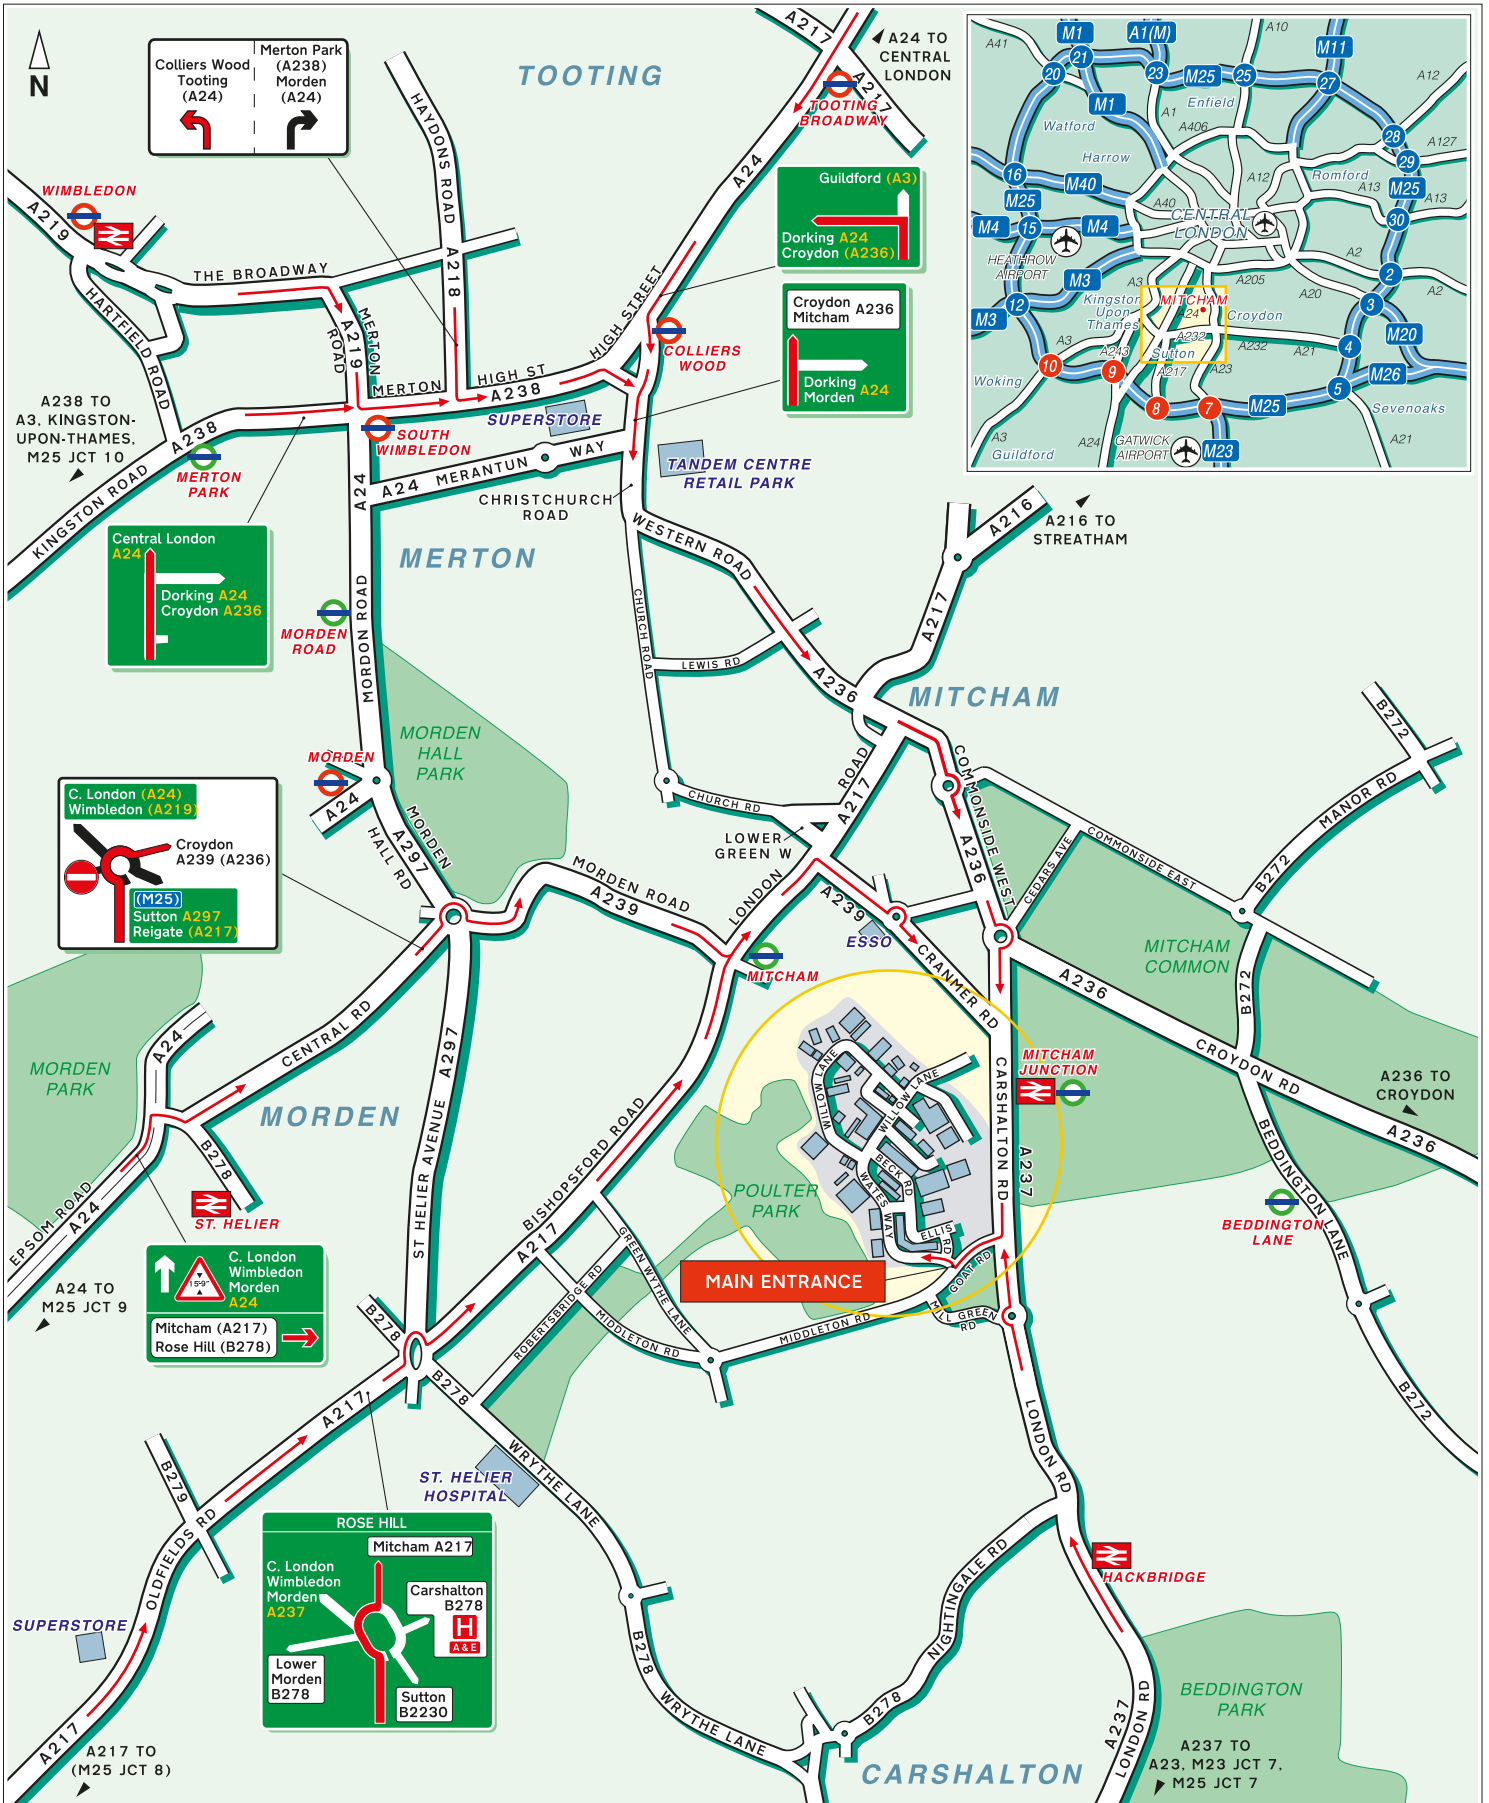 N
Colliers Wood
Tooting
(A24)
Merton Park
(A238)
Morden
(A24)
TOOTING
A217
A24 TO
CENTRAL
LONDON
A217
TOOTING
BROADWAY
HAYDONS ROAD
A218
A24
WIMBLEDON
A219
THE BROADWAY
HARTFIELD ROAD
MERTON
ROAD
A219
MERTON
HIGH ST
A238
HIGH STREET
Guildford (A3)
Dorking A24
Croydon (A236)
Croydon
Mitcham
A236
Dorking
Morden A24
COLLIERS
WOOD
SUPERSTORE
A238 TO
A3, KINGSTON-
UPON-THAMES,
M25 JCT 10
A238
KINGSTON ROAD
MERTON
PARK
SOUTH
WIMBLEDON
A24
A24 MERANTUN WAY
TANDEM CENTRE
RETAIL PARK
CHRISTCHURCH
ROAD
Central London
A24
Dorking A24
Croydon A236
MERTON
WESTERN ROAD
A216
A216 TO
STREATHAM
A217
MORDEN
ROAD
MORDON ROAD
CHURCH ROAD
LEWIS RD
A236
MITCHAM
MORDEN
HALL
PARK
MORDEN
A24
MORDEN
HALL RD
A297
B272
MANOR RD
B272
CHURCH RD
ROAD
A217
LOWER
GREEN W
COMMONSIDE WEST
A236
CEDARS AVE
COMMONSIDE EAST
C. London (A24)
Wimbledon (A219)
Croydon
A239 (A236)
(M25)
Sutton A297
Reigate (A217)
MORDEN ROAD
A239
LONDON
A239
ESSO
CRANMER RD
MITCHAM
MITCHAM
COMMON
A236
B272
CROYDON RD
A236 TO
CROYDON
A236
MORDEN
PARK
A24
CENTRAL RD
MORDEN
B278
ST. HELIER
EPSOM ROAD
A24
A297
ST HELIER AVENUE
BISHOPSFORD ROAD
A217
MITCHAM
JUNCTION
CARSHALTON RD
A237
WILLOW LANE
WILLOW LANE
BECK RD
WATES WAY
ELLIS
RD
GOAT RD
POULTER
PARK
MAIN ENTRANCE
BEDDINGTON
LANE
BEDDINGTON LANE
B272
A24 TO
M25 JCT 9
C. London
Wimbledon
Morden
A24
15'9"
Mitcham (A217)
Rose Hill (B278)
B278
GREEN WYTHE LANE
ROBERTSBRIDGE RD
MIDDLETON RD
MIDDLETON RD
MILL GREEN
RD
A217
B278
WRYTHE LANE
ST. HELIER
HOSPITAL
LONDON RD
B279
OLDFIELDS RD
SUPERSTORE
ROSE HILL
Mitcham A217
C. London
Wimbledon
Morden
A237
Carshalton
B278
H
A & E
Lower
Morden
B278
Sutton
B2230
B278
WRYTHE LANE
NIGHTINGALE RD
B278
HACKBRIDGE
BEDDINGTON
PARK
A217
A217 TO
(M25 JCT 8)
CARSHALTON
A237
LONDON RD
A237 TO
A23, M23 JCT 7,
M25 JCT 7
M1
A1(M)
A10
M11
A41
21
20
23
M25
25
27
A12
M1
A1
Enfield
Watford
A406
28
A127
Harrow
29
16
M40
A12
Romford
A13
M25
M25
A40
CENTRAL
LONDON
A13
30
M4
15
M4
HEATHROW
AIRPORT
A2
2
M3
A3
A205
A20
A2
12
Kingston
Upon
Thames
MITCHAM
A24
Croydon
3
M3
M20
A3
A243
A232
A232
A21
4
Sutton
10
9
A217
A23
M26
5
Woking
8
7
M25
Sevenoaks
A3
Guildford
A24
GATWICK
AIRPORT
M23
A21